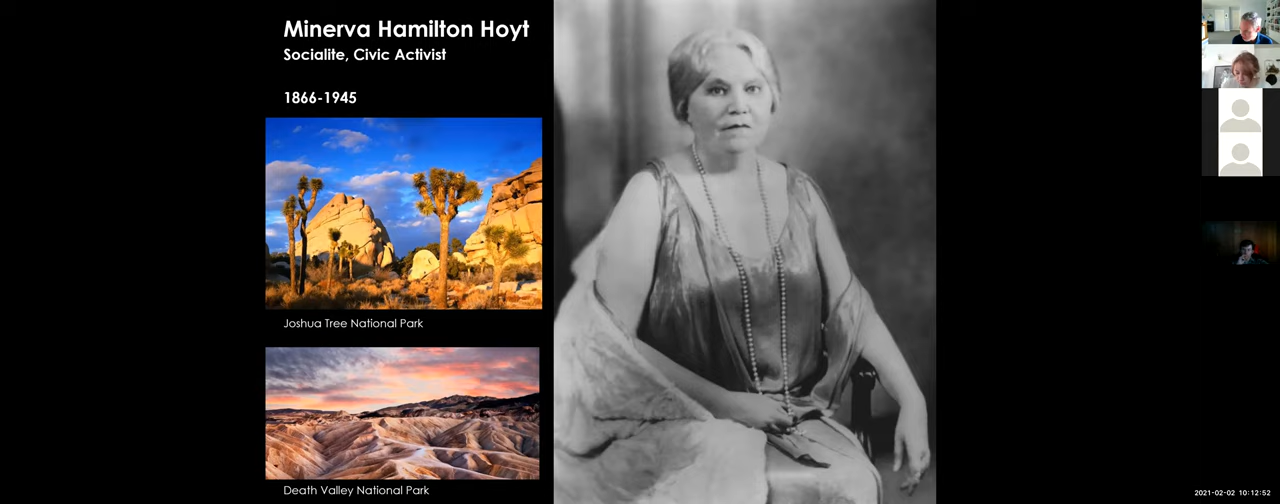 Minerva Hamilton Hoyt
Socialite, Civic Activist
1866-1945
Joshua Tree National Park
Death Valley National Park
2021-02-02 10:12:52